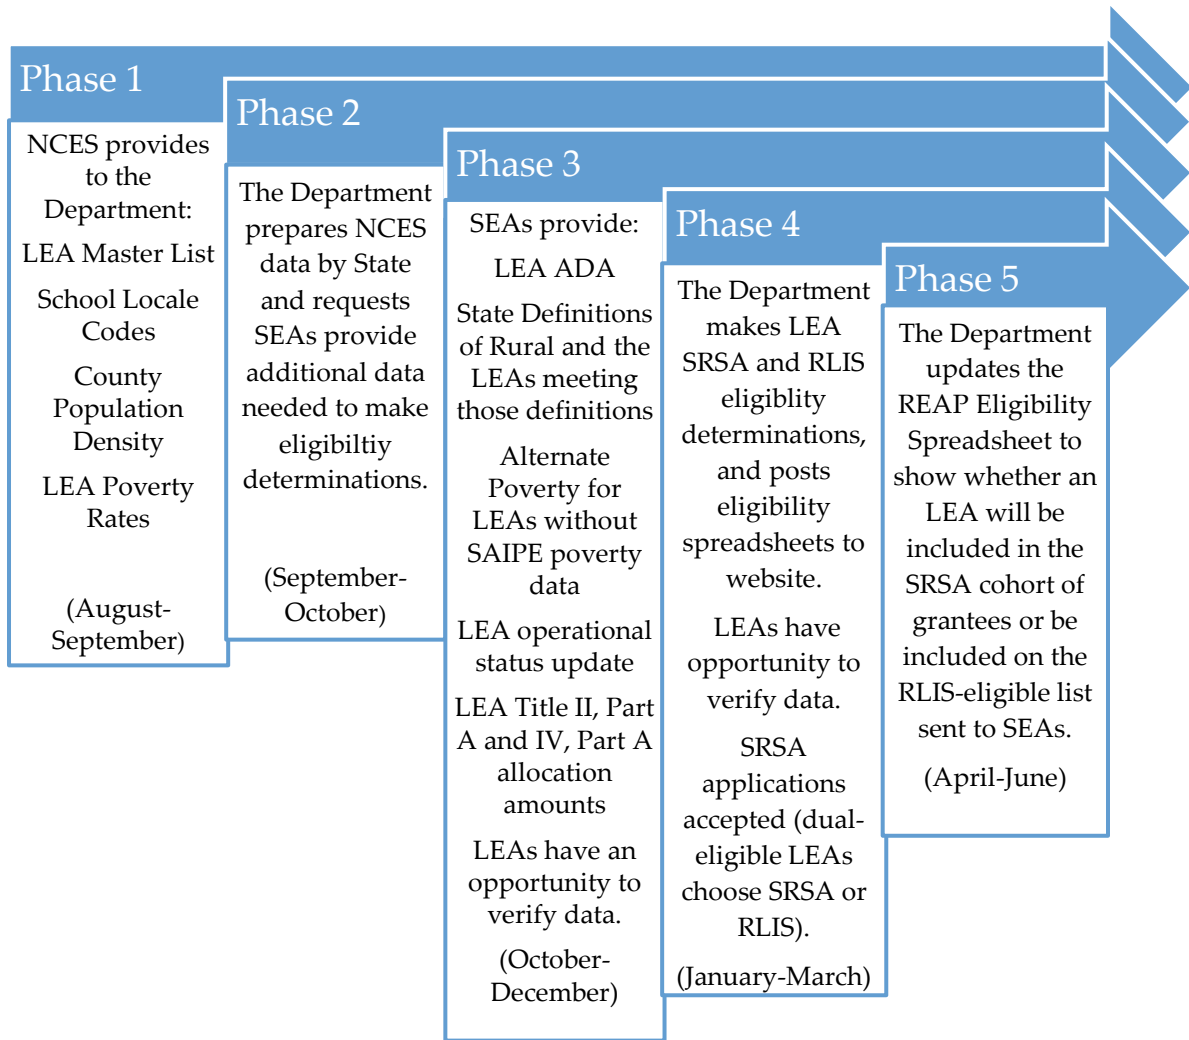 Phase 1
NCES provides
to the
Department:
LEA Master List
School Locale
Codes
County
Population
Density
LEA Poverty
Rates
(August-
September)
Phase 2
The Department
prepares NCES
data by State
and requests
SEAs provide
additional data
needed to make
eligibiltiy
determinations.
(September-
October)
Phase 3
SEAs provide:
LEA ADA
State Definitions
of Rural and the
LEAs meeting
those definitions
Alternate
Poverty for
LEAs without
SAIPE poverty
data
LEA operational
status update
LEA Title II, Part
A and IV, Part A
allocation
amounts
LEAs have an
opportunity to
verify data.
(October-
December)
Phase 4
The Department
makes LEA
SRSA and RLIS
eligiblity
determinations,
and posts
eligibility
spreadsheets to
website.
LEAs have
opportunity to
verify data.
SRSA
applications
accepted (dual-
eligible LEAs
choose SRSA or
RLIS).
(January-March)
Phase 5
The Department
updates the
REAP Eligibility
Spreadsheet to
show whether an
LEA will be
included in the
SRSA cohort of
grantees or be
included on the
RLIS-eligible list
sent to SEAs.
(April-June)